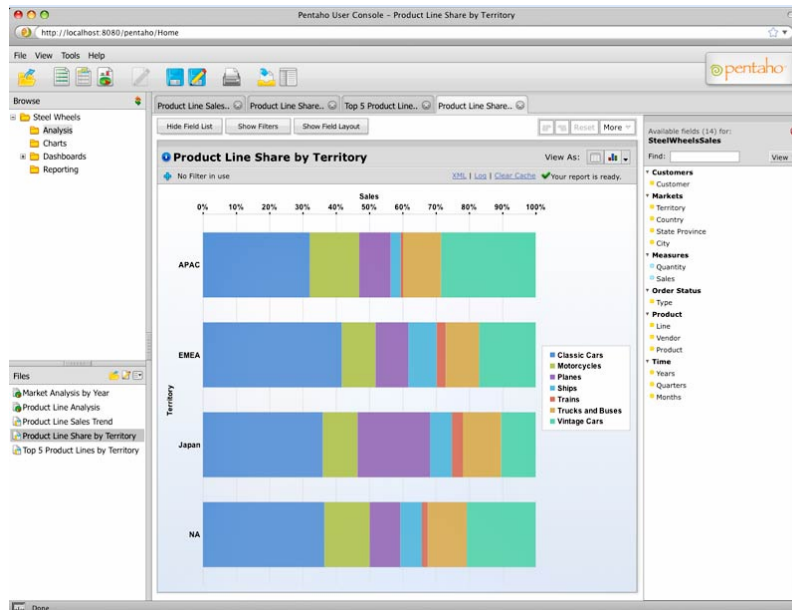 Pentaho User Console - Product Line Share by Territory
http://localhost:8080/pentaho/Home
File View Tools Help
pentaho
Browse
Steel Wheels
Analysis
Charts
Dashboards
Reporting
Files
Market Analysis by Year
Product Line Analysis
Product Line Sales Trend
Product Line Share by Territory
Top 5 Product Lines by Territory
Product Line Sales.. Product Line Share.. Top 5 Product Line.. Product Line Share..
Hide Field List Show Filters Show Field Layout Reset More
Product Line Share by Territory View As:
No Filter in use XML | Log | Clear Cache Your report is ready.
Sales
0% 10% 20% 30% 40% 50% 60% 70% 80% 90% 100%
Territory
APAC
EMEA
Japan
NA
Classic Cars
Motorcycles
Planes
Ships
Trains
Trucks and Buses
Vintage Cars
Available fields (14) for:
SteelWheelsSales
Find: View
Customers
Customer
Markets
Territory
Country
State Province
City
Measures
Quantity
Sales
Order Status
Type
Product
Line
Vendor
Product
Time
Years
Quarters
Months
Done